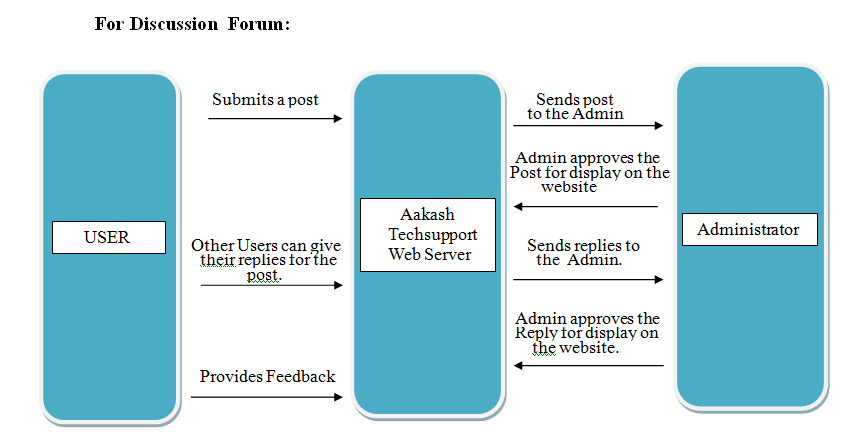 For Discussion Forum:
Submits a post
Sends post
to the Admin
Admin approves the
Post for display on the
website
USER
Aakash
Techsupport
Web Server
Administrator
Other Users can give
their replies for the
post.
Sends replies to
the Admin.
Admin approves the
Reply for display on
the website.
Provides Feedback